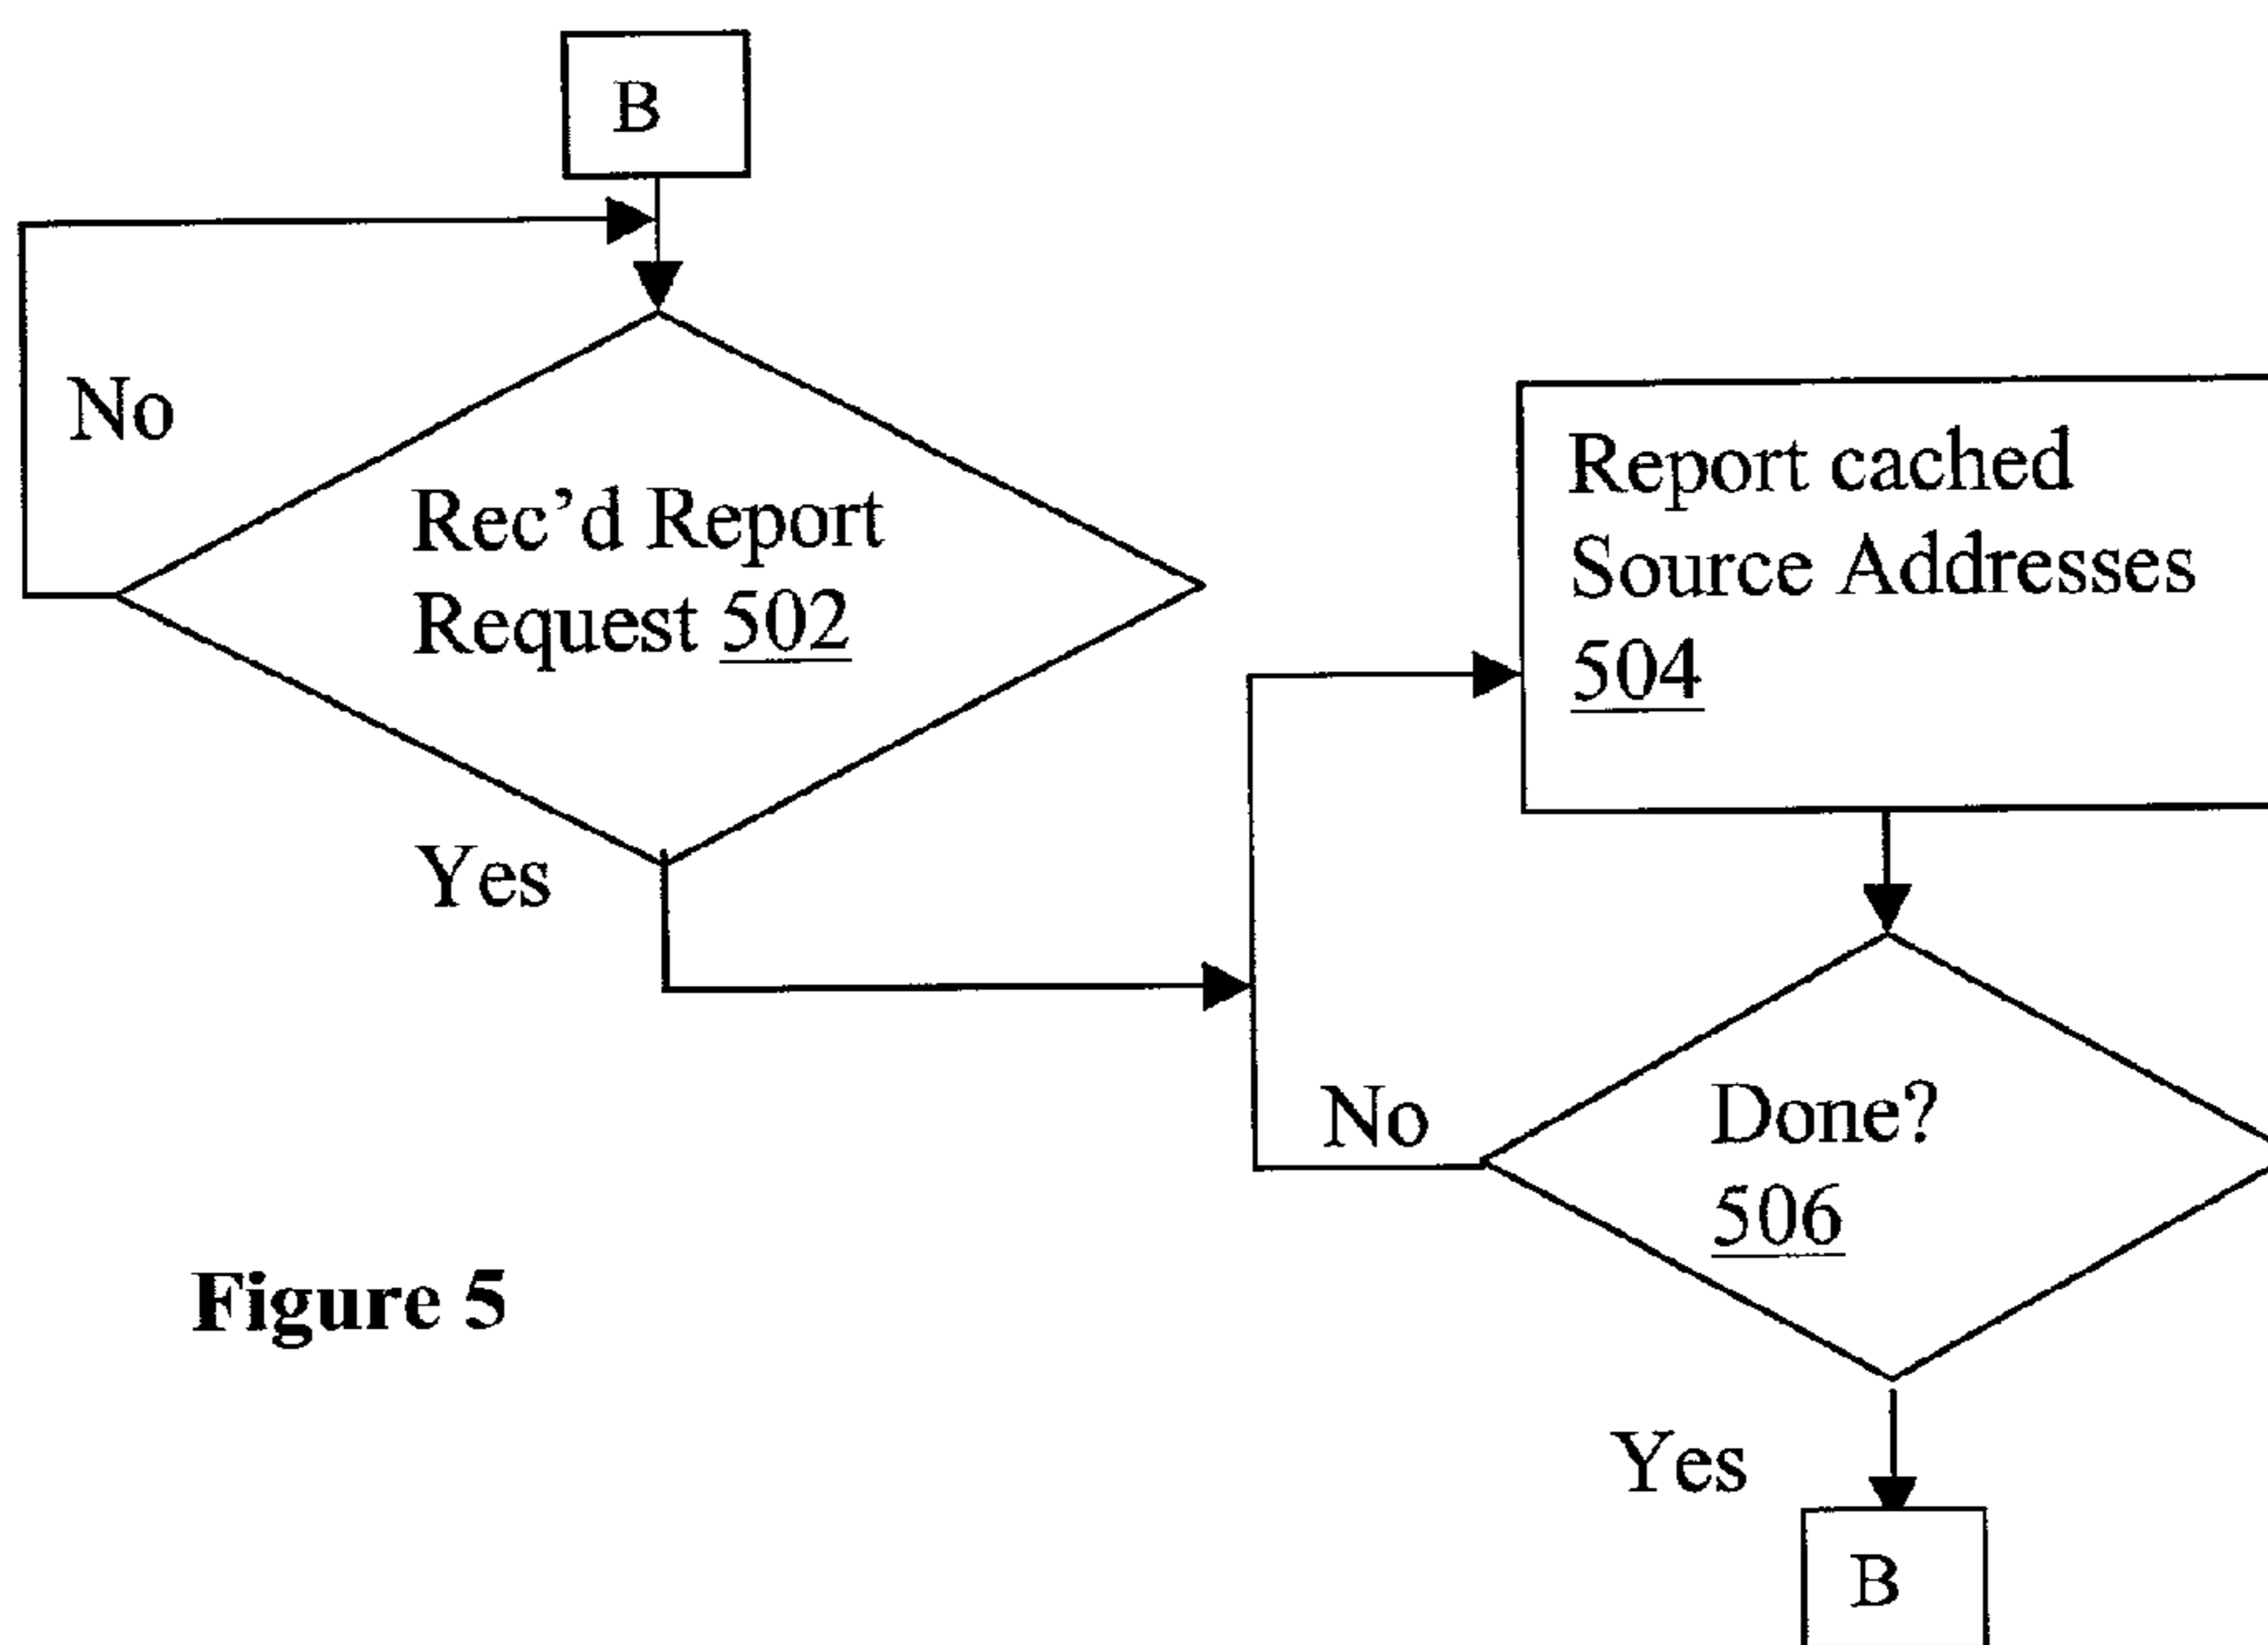 B
No
Rec’d Report
Request 502
Yes
Report cached
Source Addresses
504
No
Done?
506
Yes
B
Figure 5